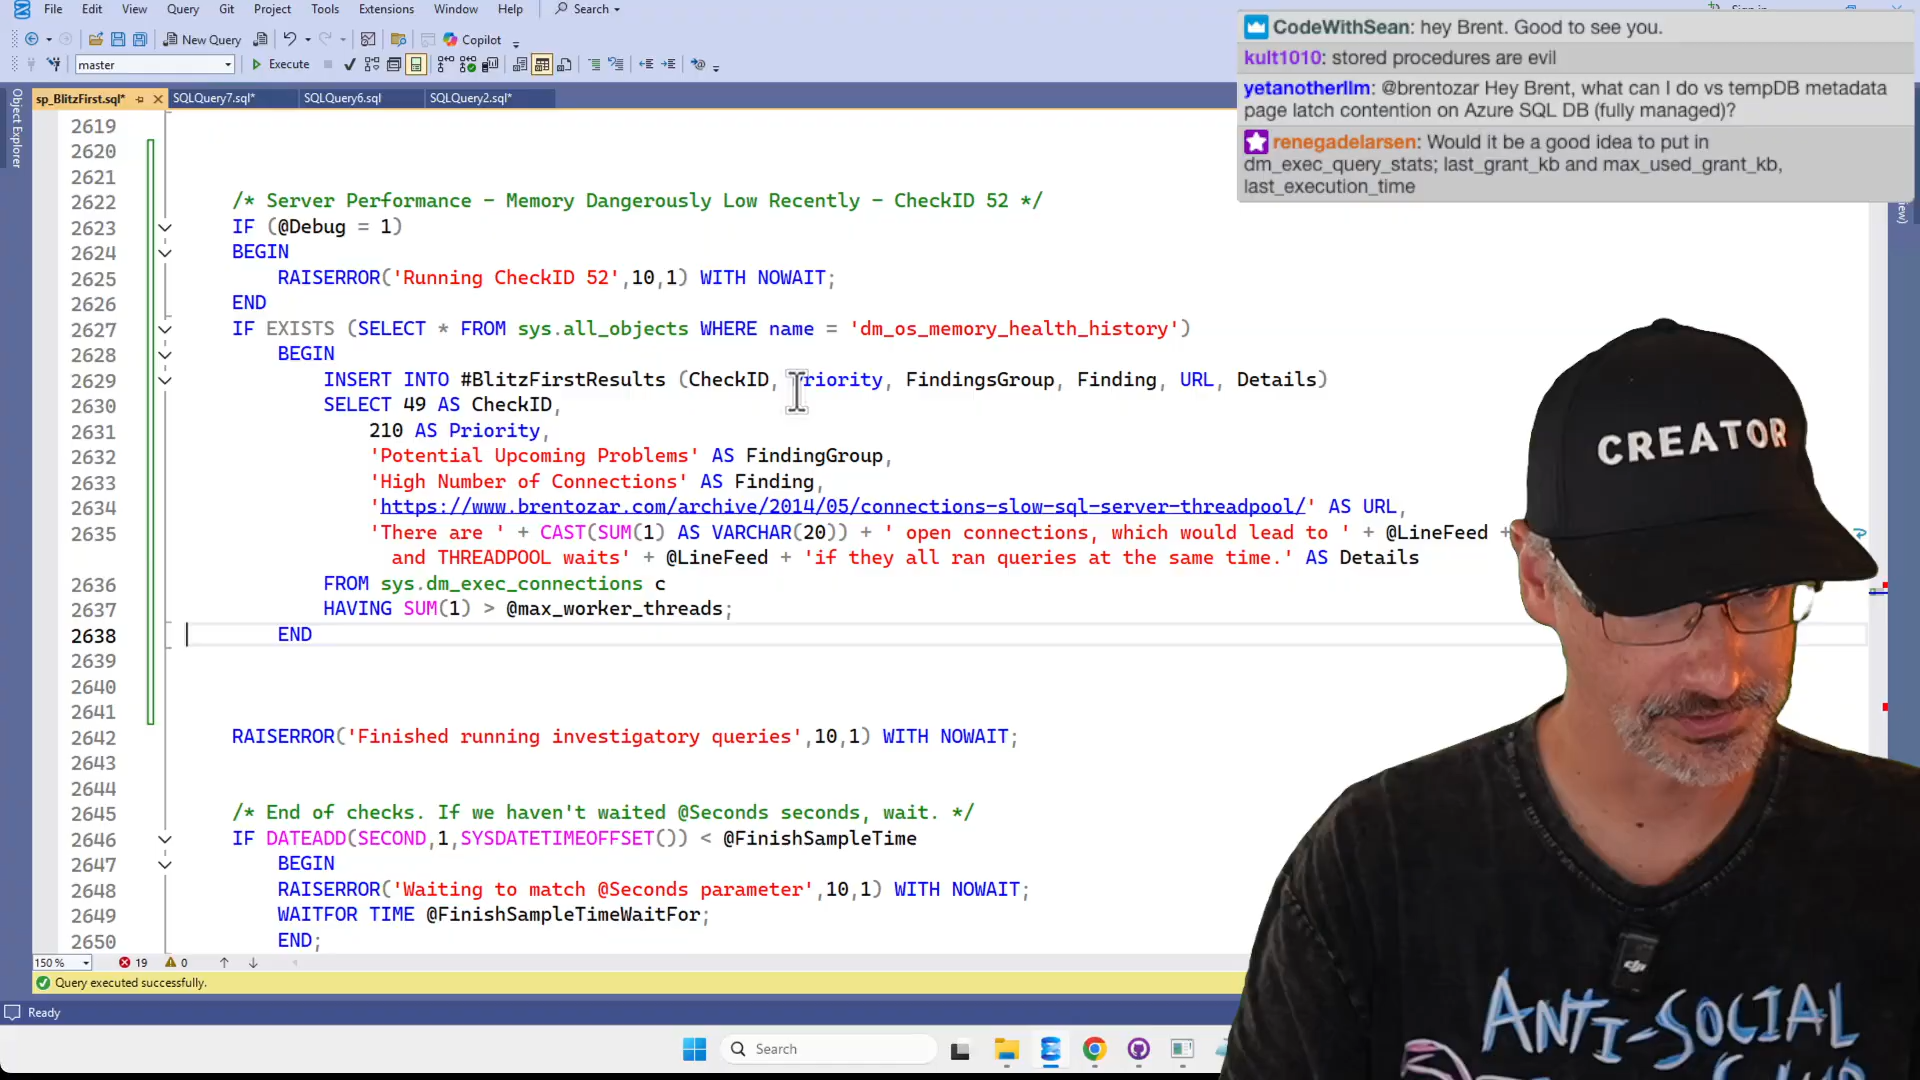 File Edit View Query Git Project Tools Extensions Window Help Search
New Query Copilot
master Execute
sp_BlitzFirst.sql* SQLQuery7.sql* SQLQuery6.sql SQLQuery2.sql*
Object Explorer
CodeWithSean: hey Brent. Good to see you.
kult1010: stored procedures are evil
yetanotherllm: @brentozar Hey Brent, what can I do vs tempDB metadata
page latch contention on Azure SQL DB (fully managed)?
renegadelarsen: Would it be a good idea to put in
dm_exec_query_stats; last_grant_kb and max_used_grant_kb,
last_execution_time
2619
2620
2621
2622 /* Server Performance - Memory Dangerously Low Recently - CheckID 52 */
2623 IF (@Debug = 1)
2624 BEGIN
2625 RAISERROR('Running CheckID 52',10,1) WITH NOWAIT;
2626 END
2627 IF EXISTS (SELECT * FROM sys.all_objects WHERE name = 'dm_os_memory_health_history')
2628 BEGIN
2629 INSERT INTO #BlitzFirstResults (CheckID, Priority, FindingsGroup, Finding, URL, Details)
2630 SELECT 49 AS CheckID,
2631 210 AS Priority,
2632 'Potential Upcoming Problems' AS FindingGroup,
2633 'High Number of Connections' AS Finding,
2634 'https://www.brentozar.com/archive/2014/05/connections-slow-sql-server-threadpool/' AS URL,
2635 'There are ' + CAST(SUM(1) AS VARCHAR(20)) + ' open connections, which would lead to ' + @LineFeed +
and THREADPOOL waits' + @LineFeed + 'if they all ran queries at the same time.' AS Details
2636 FROM sys.dm_exec_connections c
2637 HAVING SUM(1) > @max_worker_threads;
2638 END
2639
2640
2641
2642 RAISERROR('Finished running investigatory queries',10,1) WITH NOWAIT;
2643
2644
2645 /* End of checks. If we haven't waited @Seconds seconds, wait. */
2646 IF DATEADD(SECOND,1,SYSDATETIMEOFFSET()) < @FinishSampleTime
2647 BEGIN
2648 RAISERROR('Waiting to match @Seconds parameter',10,1) WITH NOWAIT;
2649 WAITFOR TIME @FinishSampleTimeWaitFor;
2650 END;
150 % 19 0
Query executed successfully.
Ready
Search
CREATOR
dji
ANTI-SOCIAL